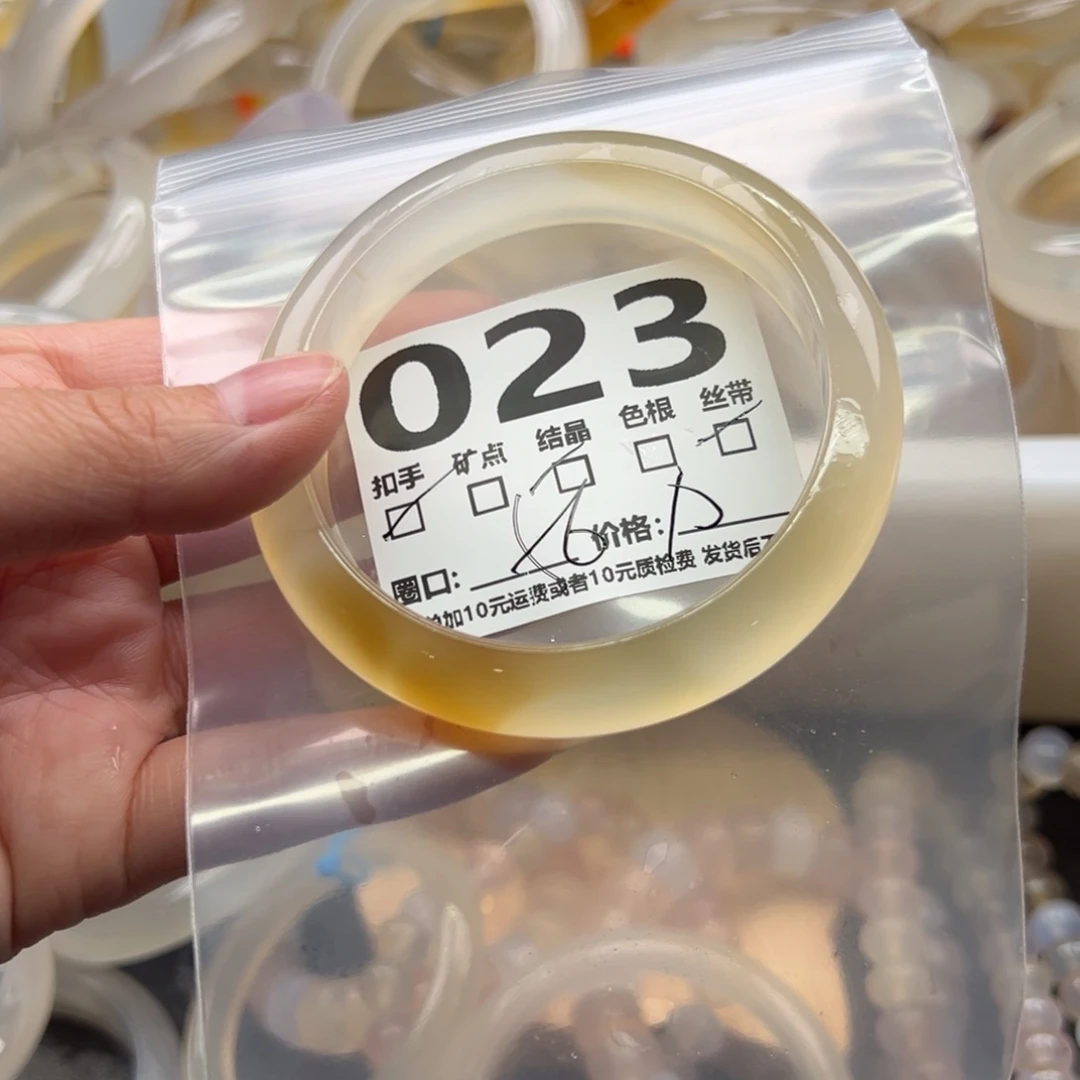 023
扣手 矿点 结晶 色根 丝带
圈口: 价格:
加10元运费或者10元质检费 发货后